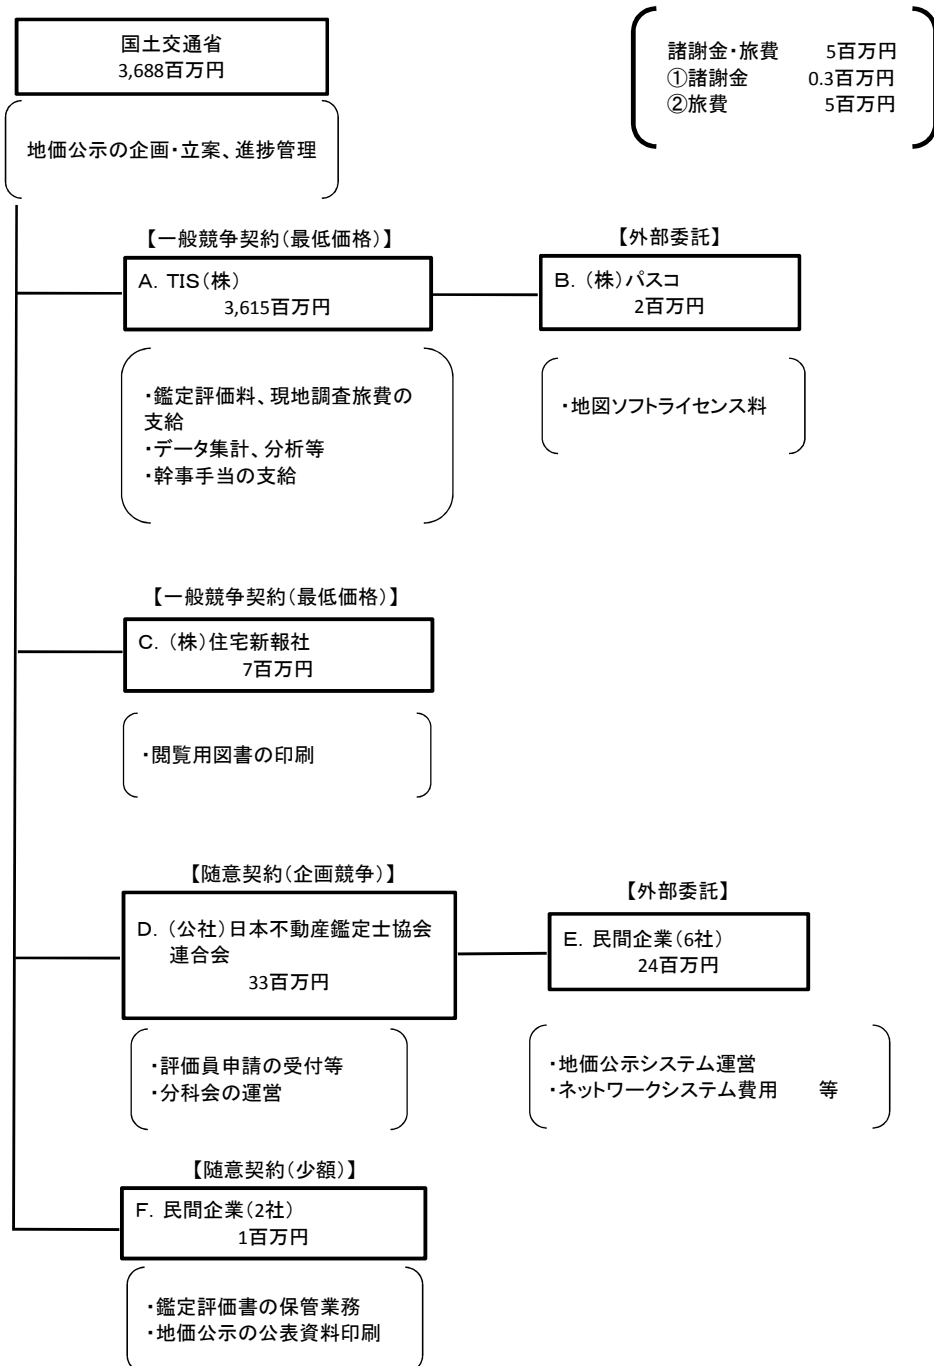 国土交通省
3,688百万円
諸謝金・旅費 5百万円
①諸謝金 0.3百万円
②旅費 5百万円
地価公示の企画・立案、進捗管理
【一般競争契約(最低価格)】
A. TIS(株)
3,615百万円
【外部委託】
B. (株)パスコ
2百万円
・鑑定評価料、現地調査旅費の
支給
・データ集計、分析等
・幹事手当の支給
・地図ソフトライセンス料
【一般競争契約(最低価格)】
C. (株)住宅新報社
7百万円
・閲覧用図書の印刷
【随意契約(企画競争)】
D. (公社)日本不動産鑑定士協会
連合会
33百万円
【外部委託】
E. 民間企業(6社)
24百万円
・評価員申請の受付等
・分科会の運営
・地価公示システム運営
・ネットワークシステム費用 等
【随意契約(少額)】
F. 民間企業(2社)
1百万円
・鑑定評価書の保管業務
・地価公示の公表資料印刷